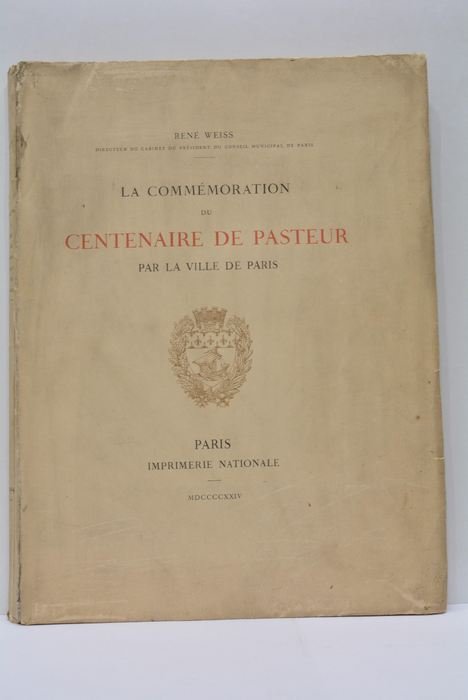 RENÉ WEISS
DIRECTEUR DU CABINET DU PRÉSIDENT DU CONSEIL MUNICIPAL DE PARIS
LA COMMÉMORATION
DU
CENTENAIRE DE PASTEUR
PAR LA VILLE DE PARIS
PARIS
IMPRIMERIE NATIONALE
MDCCCCXXIV